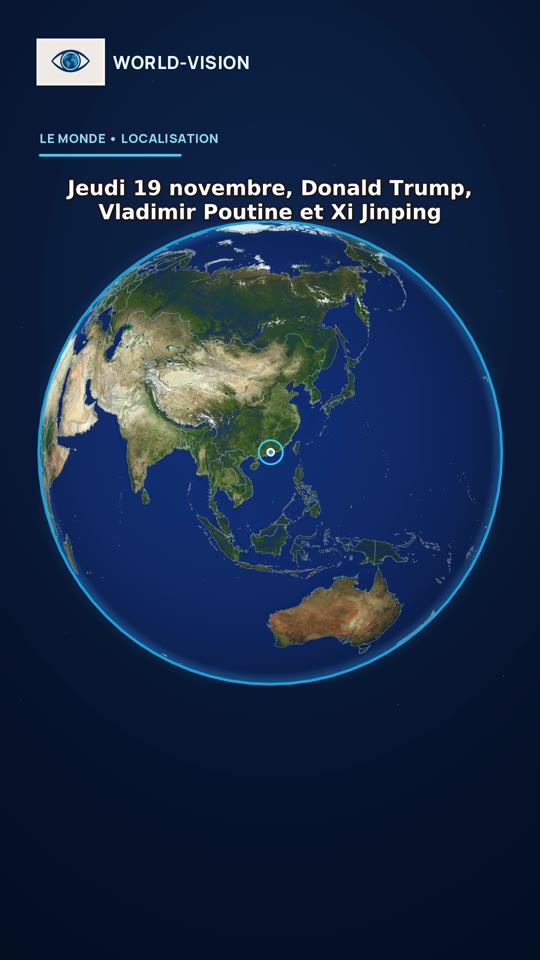 WORLD-VISION
LE MONDE • LOCALISATION
Jeudi 19 novembre, Donald Trump,
Vladimir Poutine et Xi Jinping